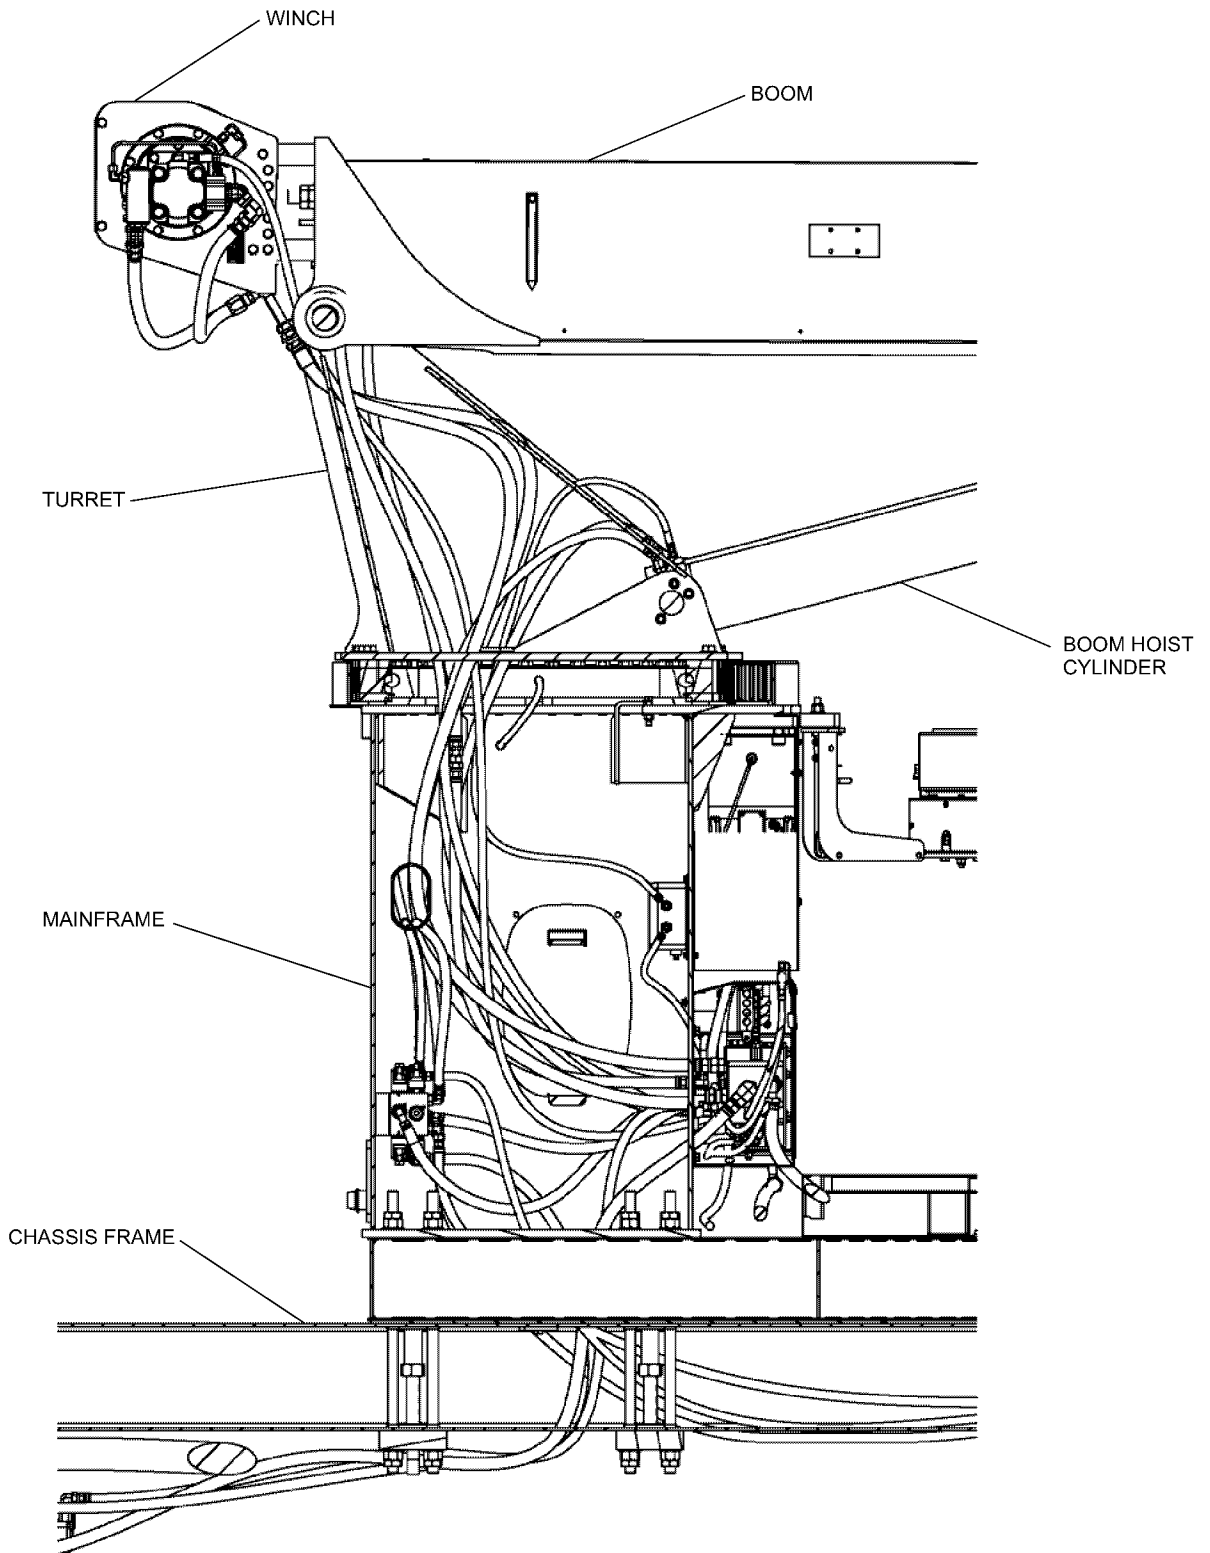 WINCH
BOOM
TURRET
BOOM HOIST
CYLINDER
MAINFRAME
CHASSIS FRAME